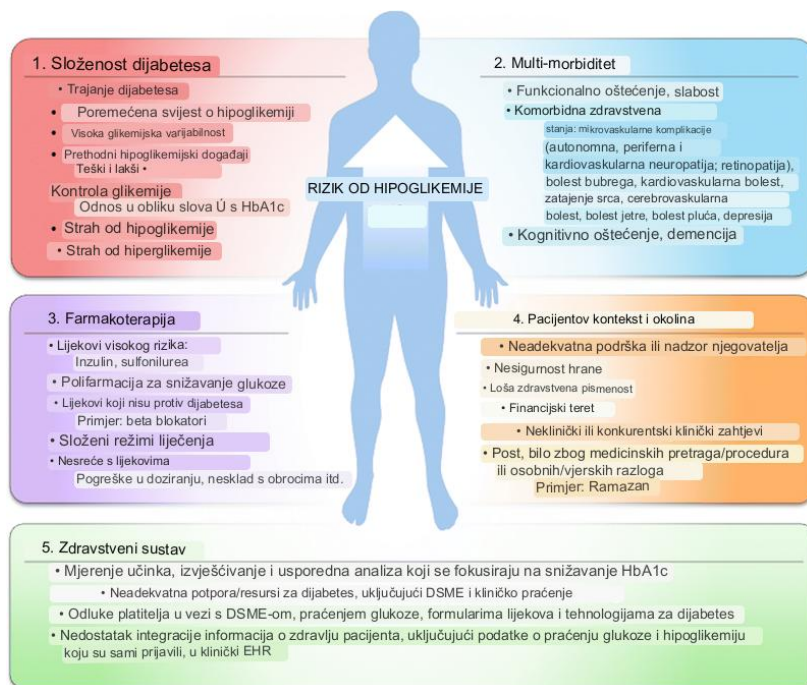 1. Složenost dijabetesa
• Trajanje dijabetesa
• Poremećena svijest o hipoglikemiji
• Visoka glikemijska varijabilnost
• Prethodni hipoglikemijski događaji
Teški i lakši •
Kontrola glikemije
Odnos u obliku slova Ú s HbA1c
• Strah od hipoglikemije
• Strah od hiperglikemije
RIZIK OD HIPOGLIKEMIJE
2. Multi-morbiditet
• Funkcionalno oštećenje, slabost
• Komorbidna zdravstvena
stanja: mikrovaskularne komplikacije
(autonomna, periferna i
kardiovaskularna neuropatija; retinopatija),
bolest bubrega, kardiovaskularna bolest,
zatajenje srca, cerebrovaskularna
bolest, bolest jetre, bolest pluća, depresija
• Kognitivno oštećenje, demencija
3. Farmakoterapija
• Lijekovi visokog rizika:
Inzulin, sulfonilurea
• Polifarmacija za snižavanje glukoze
• Lijekovi koji nisu protiv dijabetesa
Primjer: beta blokatori
• Složeni režimi liječenja
• Nesreće s lijekovima
Pogreške u doziranju, nesklad s obrocima itd.
4. Pacijentov kontekst i okolina
• Neadekvatna podrška ili nadzor njegovatelja
• Nesigurnost hrane
• Loša zdravstvena pismenost
• Financijski teret
• Neklinički ili konkurentski klinički zahtjevi
• Post, bilo zbog medicinskih pretraga/procedura
ili osobnih/vjerskih razloga
Primjer: Ramazan
5. Zdravstveni sustav
• Mjerenje učinka, izvješćivanje i usporedna analiza koji se fokusiraju na snižavanje HbA1c
• Neadekvatna potpora/resursi za dijabetes, uključujući DSME i kliničko praćenje
• Odluke platitelja u vezi s DSME-om, praćenjem glukoze, formularima lijekova i tehnologijama za dijabetes
• Nedostatak integracije informacija o zdravlju pacijenta, uključujući podatke o praćenju glukoze i hipoglikemiju
koju su sami prijavili, u klinički EHR